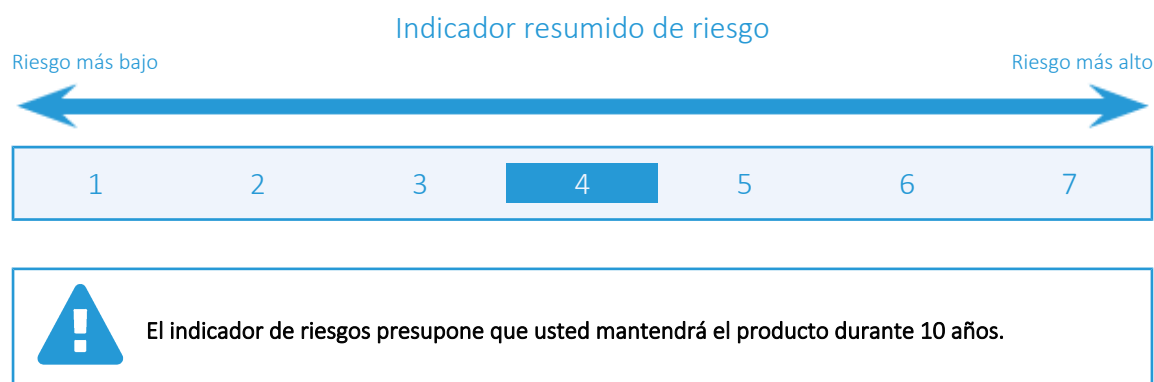 Indicador resumido de riesgo
Riesgo más bajo Riesgo más alto
1 2 3 4 5 6 7
El indicador de riesgos presupone que usted mantendrá el producto durante 10 años.